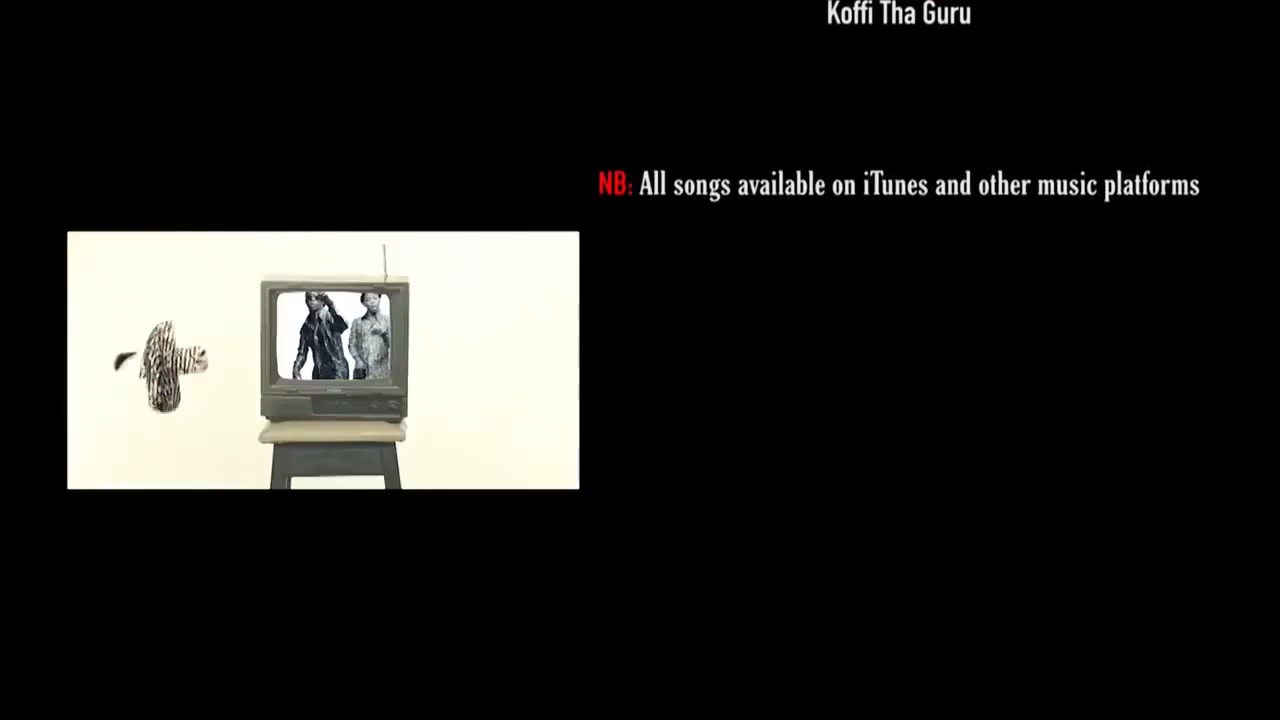 Koffi Tha Guru
NB: All songs available on iTunes and other music platforms